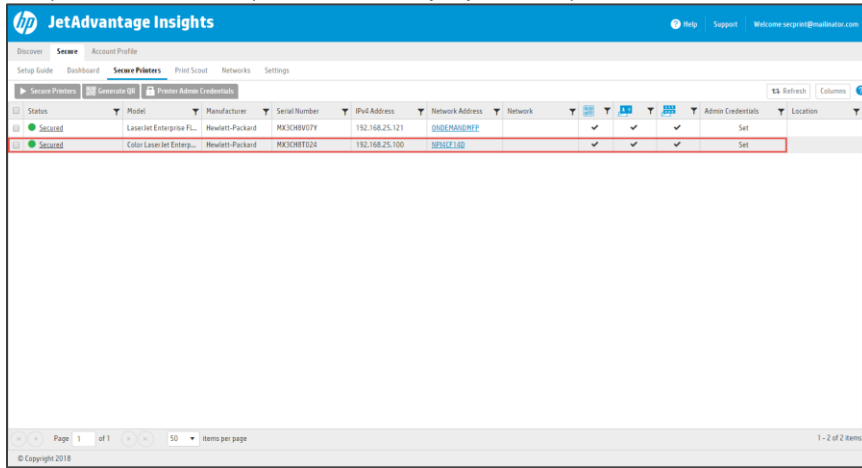 hp JetAdvantage Insights
Help Support Welcome secprint@mailinator.com
Discover Secure Account Profile
Setup Guide Dashboard Secure Printers Print Scout Networks Settings
Secure Printers Generate QR Printer Admin Credentials Refresh Columns
Status Model Manufacturer Serial Number IPv4 Address Network Address Network Admin Credentials Location
Secured LaserJet Enterprise FL... Hewlett-Packard MX3CH8V07Y 192.168.25.121 ONDEMANDMFP Set
Secured Color LaserJet Enterp... Hewlett-Packard MX3CH8T024 192.168.25.100 NPI4CF14D Set
Page 1 of 1 50 items per page 1 - 2 of 2 items
© Copyright 2018